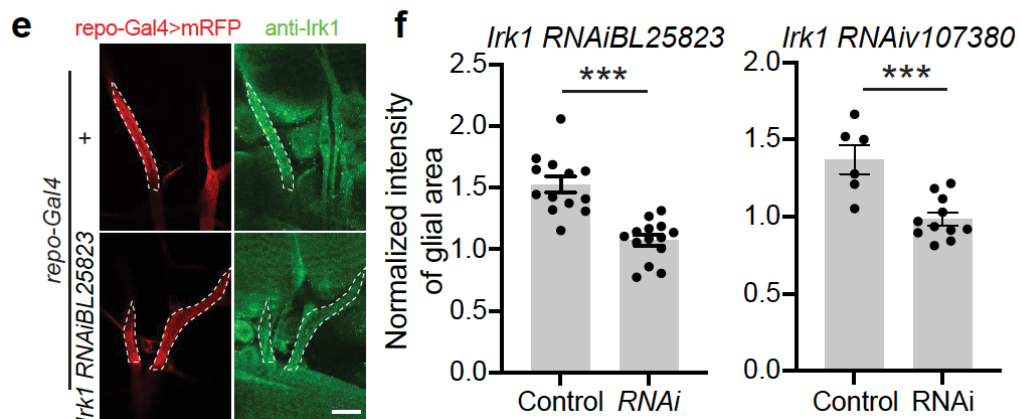 e
repo-Gal4>mRFP anti-Irk1
repo-Gal4
+
Irk1 RNAiBL25823
f
Irk1 RNAiBL25823
Normalized intensity
of glial area
2.5
2.0
1.5
1.0
0.5
0.0
***
Control RNAi
Irk1 RNAiv107380
2.0
1.5
1.0
0.5
0.0
***
Control RNAi